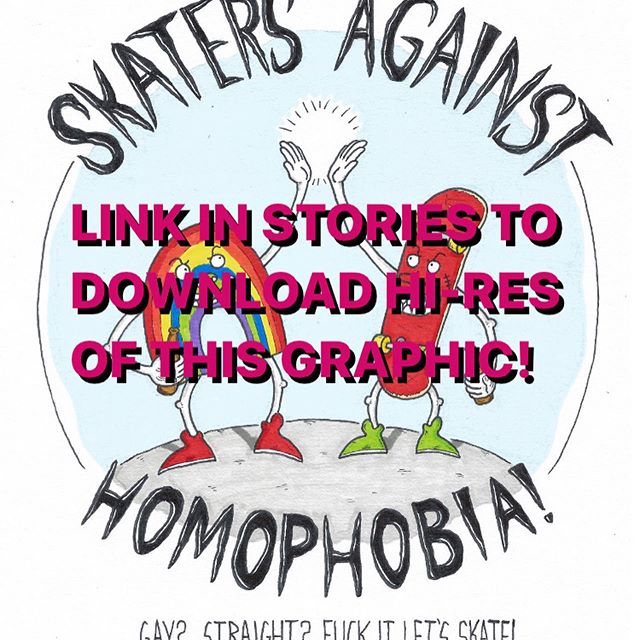 SKATERS AGAINST
LINK IN STORIES TO
DOWNLOAD HI-RES
OF THIS GRAPHIC!
HOMOPHOBIA!
GAY? STRAIGHT? FUCK IT LET'S SKATE!